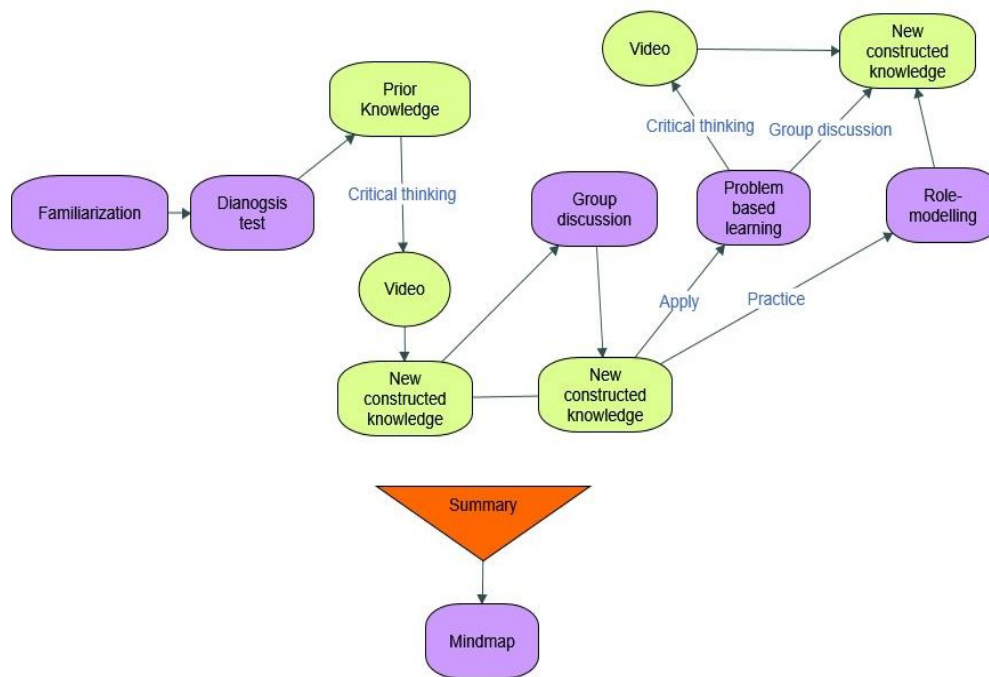 Video
New
constructed
knowledge
Prior
Knowledge
Critical thinking
Group discussion
Familiarization
Dianogsis
test
Critical thinking
Group
discussion
Problem
based
learning
Role-
modelling
Video
Apply
Practice
New
constructed
knowledge
New
constructed
knowledge
Summary
Mindmap